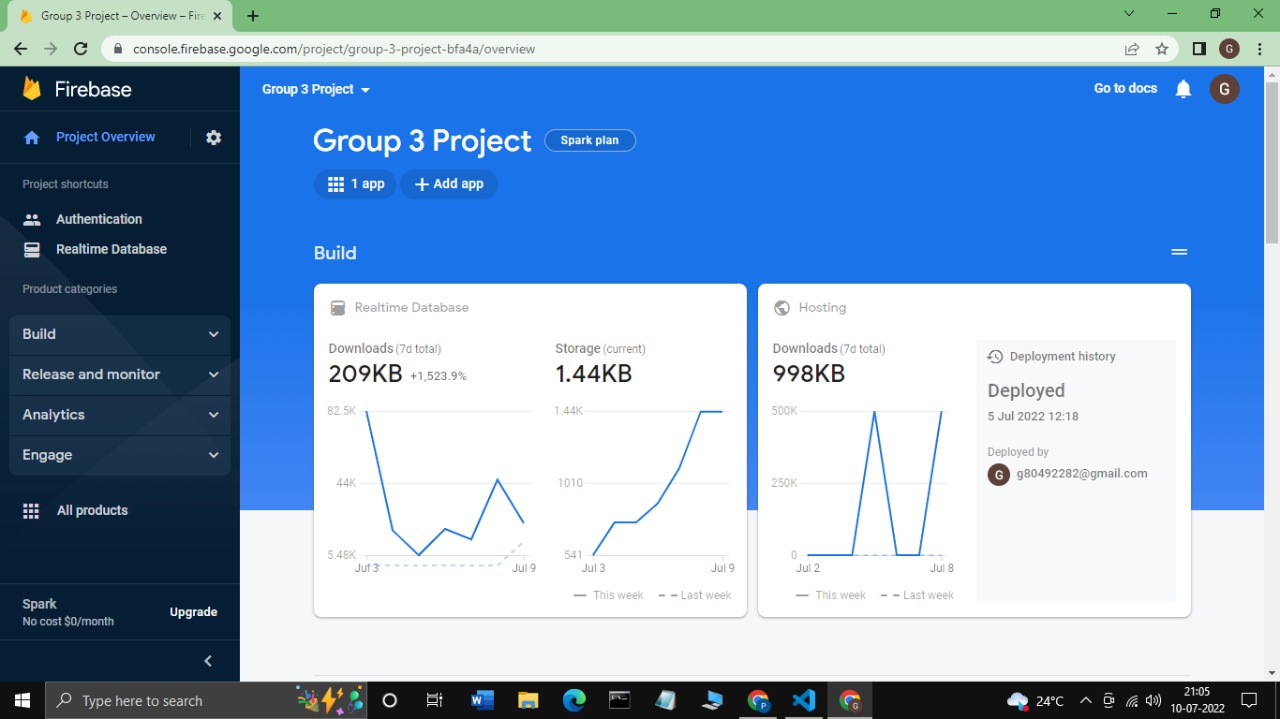 Group 3 Project – Overview – Fire
console.firebase.google.com/project/group-3-project-bfa4a/overview
G
Firebase
Project Overview
Project shortcuts
Authentication
Realtime Database
Product categories
Build
Release and monitor
Analytics
Engage
All products
Spark
No cost $0/month
Upgrade
Group 3 Project
Go to docs
G
Group 3 Project
Spark plan
1 app
Add app
Build
Realtime Database
Downloads (7d total)
209KB +1,523.9%
82.5K
44K
5.48K
Jul 3
Jul 9
Storage (current)
1.44KB
1.44K
1010
541
Jul 3
Jul 9
This week
Last week
Hosting
Downloads (7d total)
998KB
500K
250K
0
Jul 2
Jul 8
This week
Last week
Deployment history
Deployed
5 Jul 2022 12:18
Deployed by
G
g80492282@gmail.com
Type here to search
24°C
21:05
10-07-2022